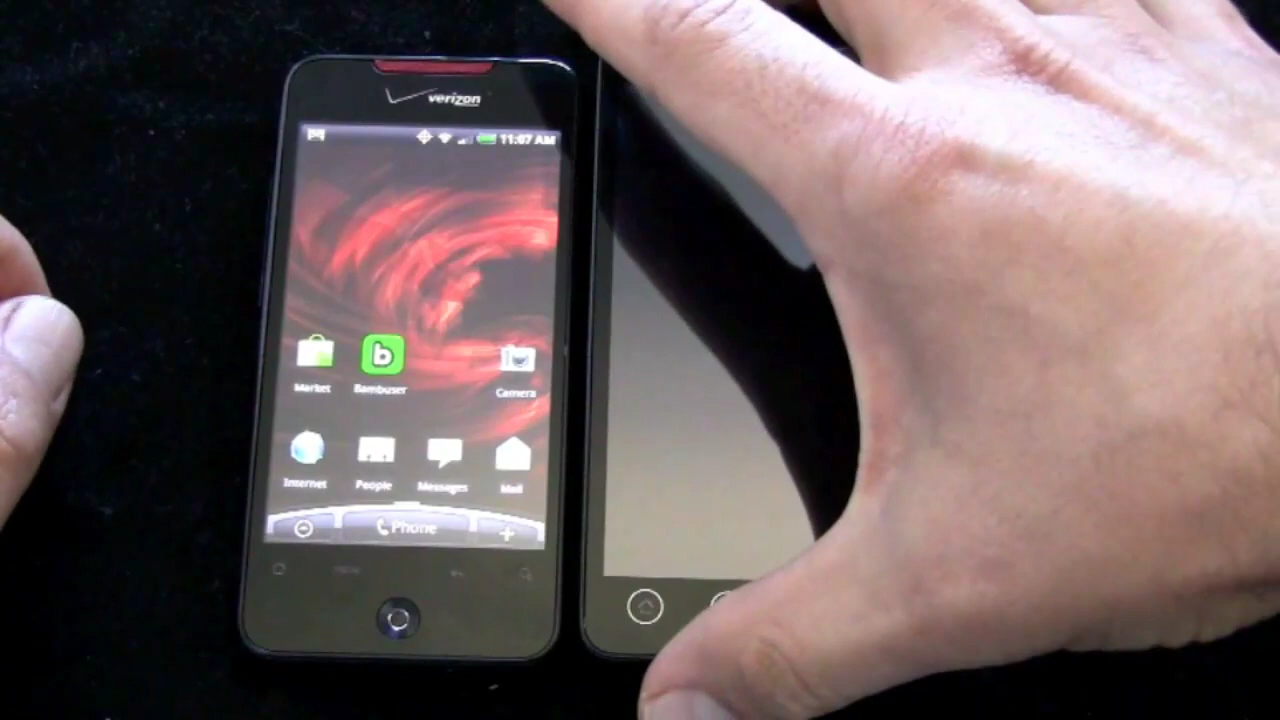 verizon
11:07 AM
Market
Bambuser
b
Camera
Internet
People
Messages
Mail
Phone